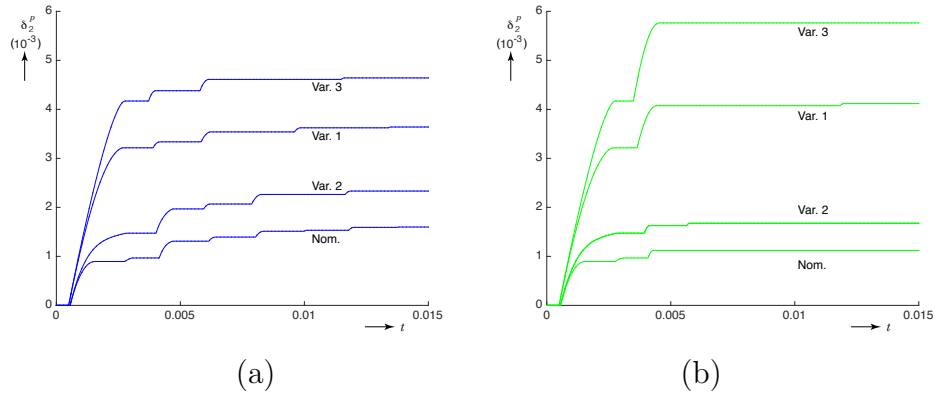 6
δ₂ᵖ
(10⁻³)
5
Var. 3
4
Var. 1
3
Var. 2
2
Nom.
1
0
0
0.005
0.01
0.015
t
(a)
6
δ₂ᵖ
(10⁻³)
Var. 3
5
4
Var. 1
3
2
Var. 2
1
Nom.
0
0
0.005
0.01
0.015
t
(b)